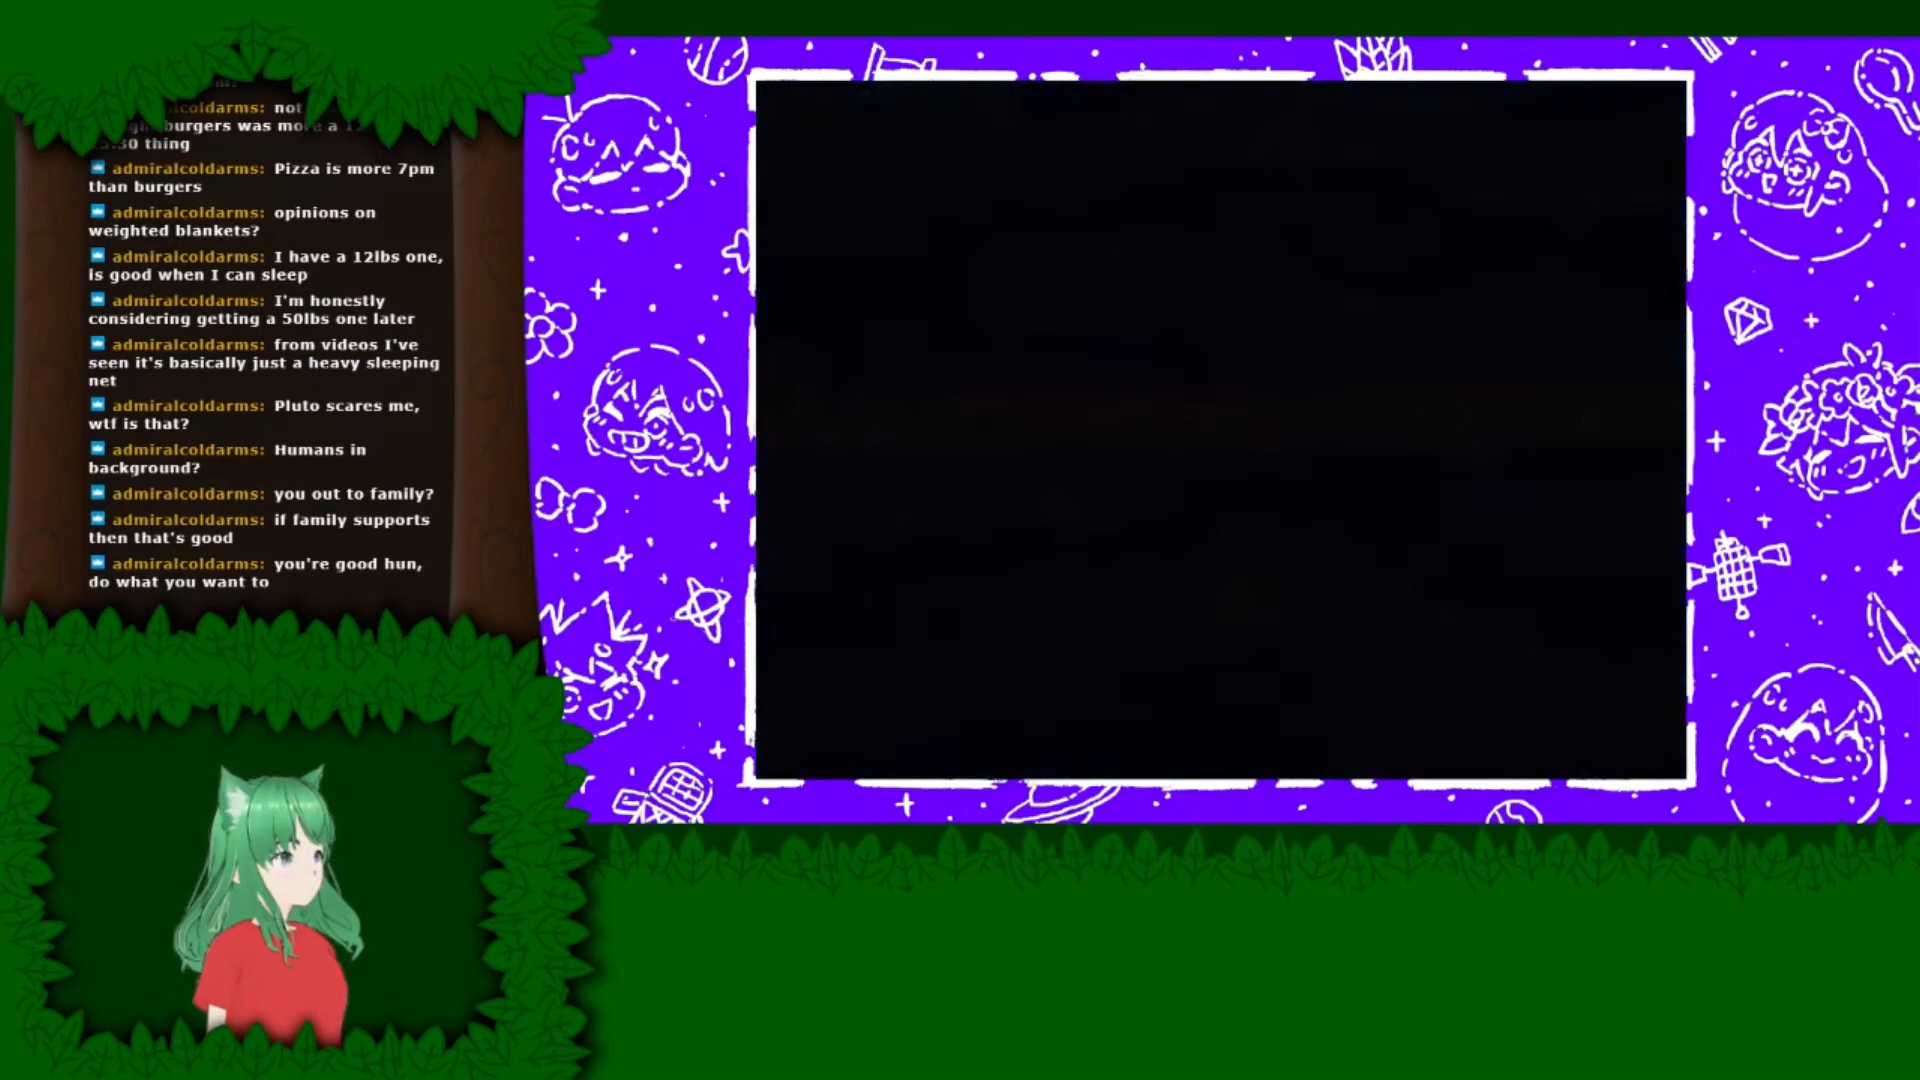 coldarms: not
burgers was more a
:30 thing
admiralcoldarms: Pizza is more 7pm
than burgers
admiralcoldarms: opinions on
weighted blankets?
admiralcoldarms: I have a 12lbs one,
is good when I can sleep
admiralcoldarms: I'm honestly
considering getting a 50lbs one later
admiralcoldarms: from videos I've
seen it's basically just a heavy sleeping
net
admiralcoldarms: Pluto scares me,
wtf is that?
admiralcoldarms: Humans in
background?
admiralcoldarms: you out to family?
admiralcoldarms: if family supports
then that's good
admiralcoldarms: you're good hun,
do what you want to